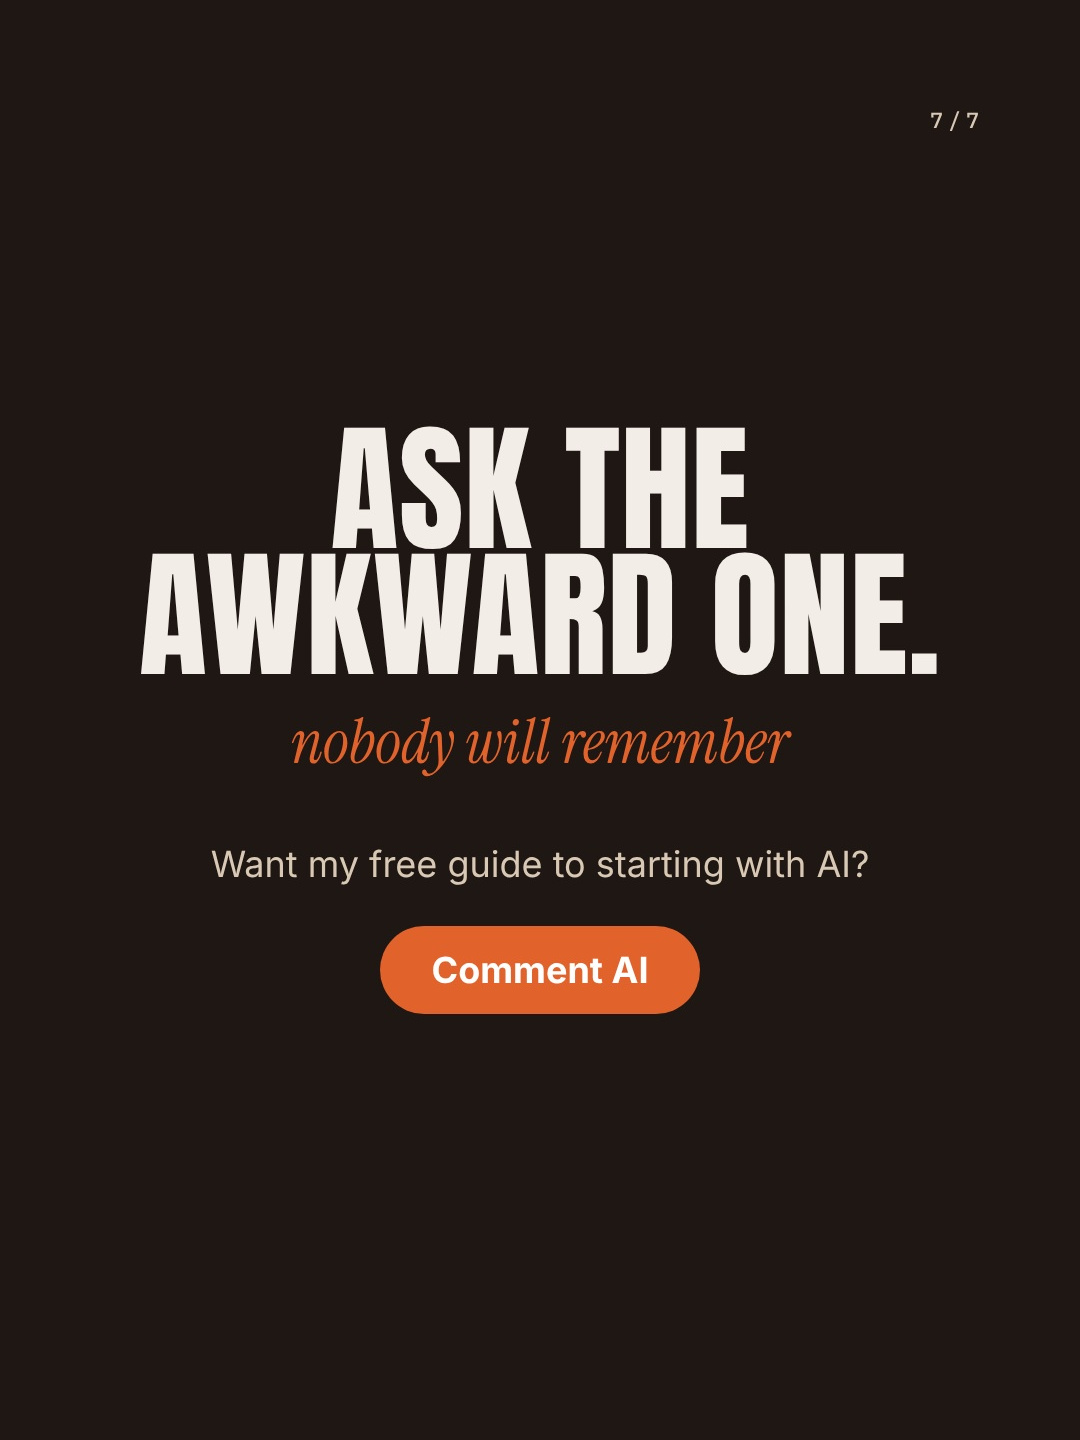 7 / 7
ASK THE
AWKWARD ONE.
nobody will remember
Want my free guide to starting with AI?
Comment AI